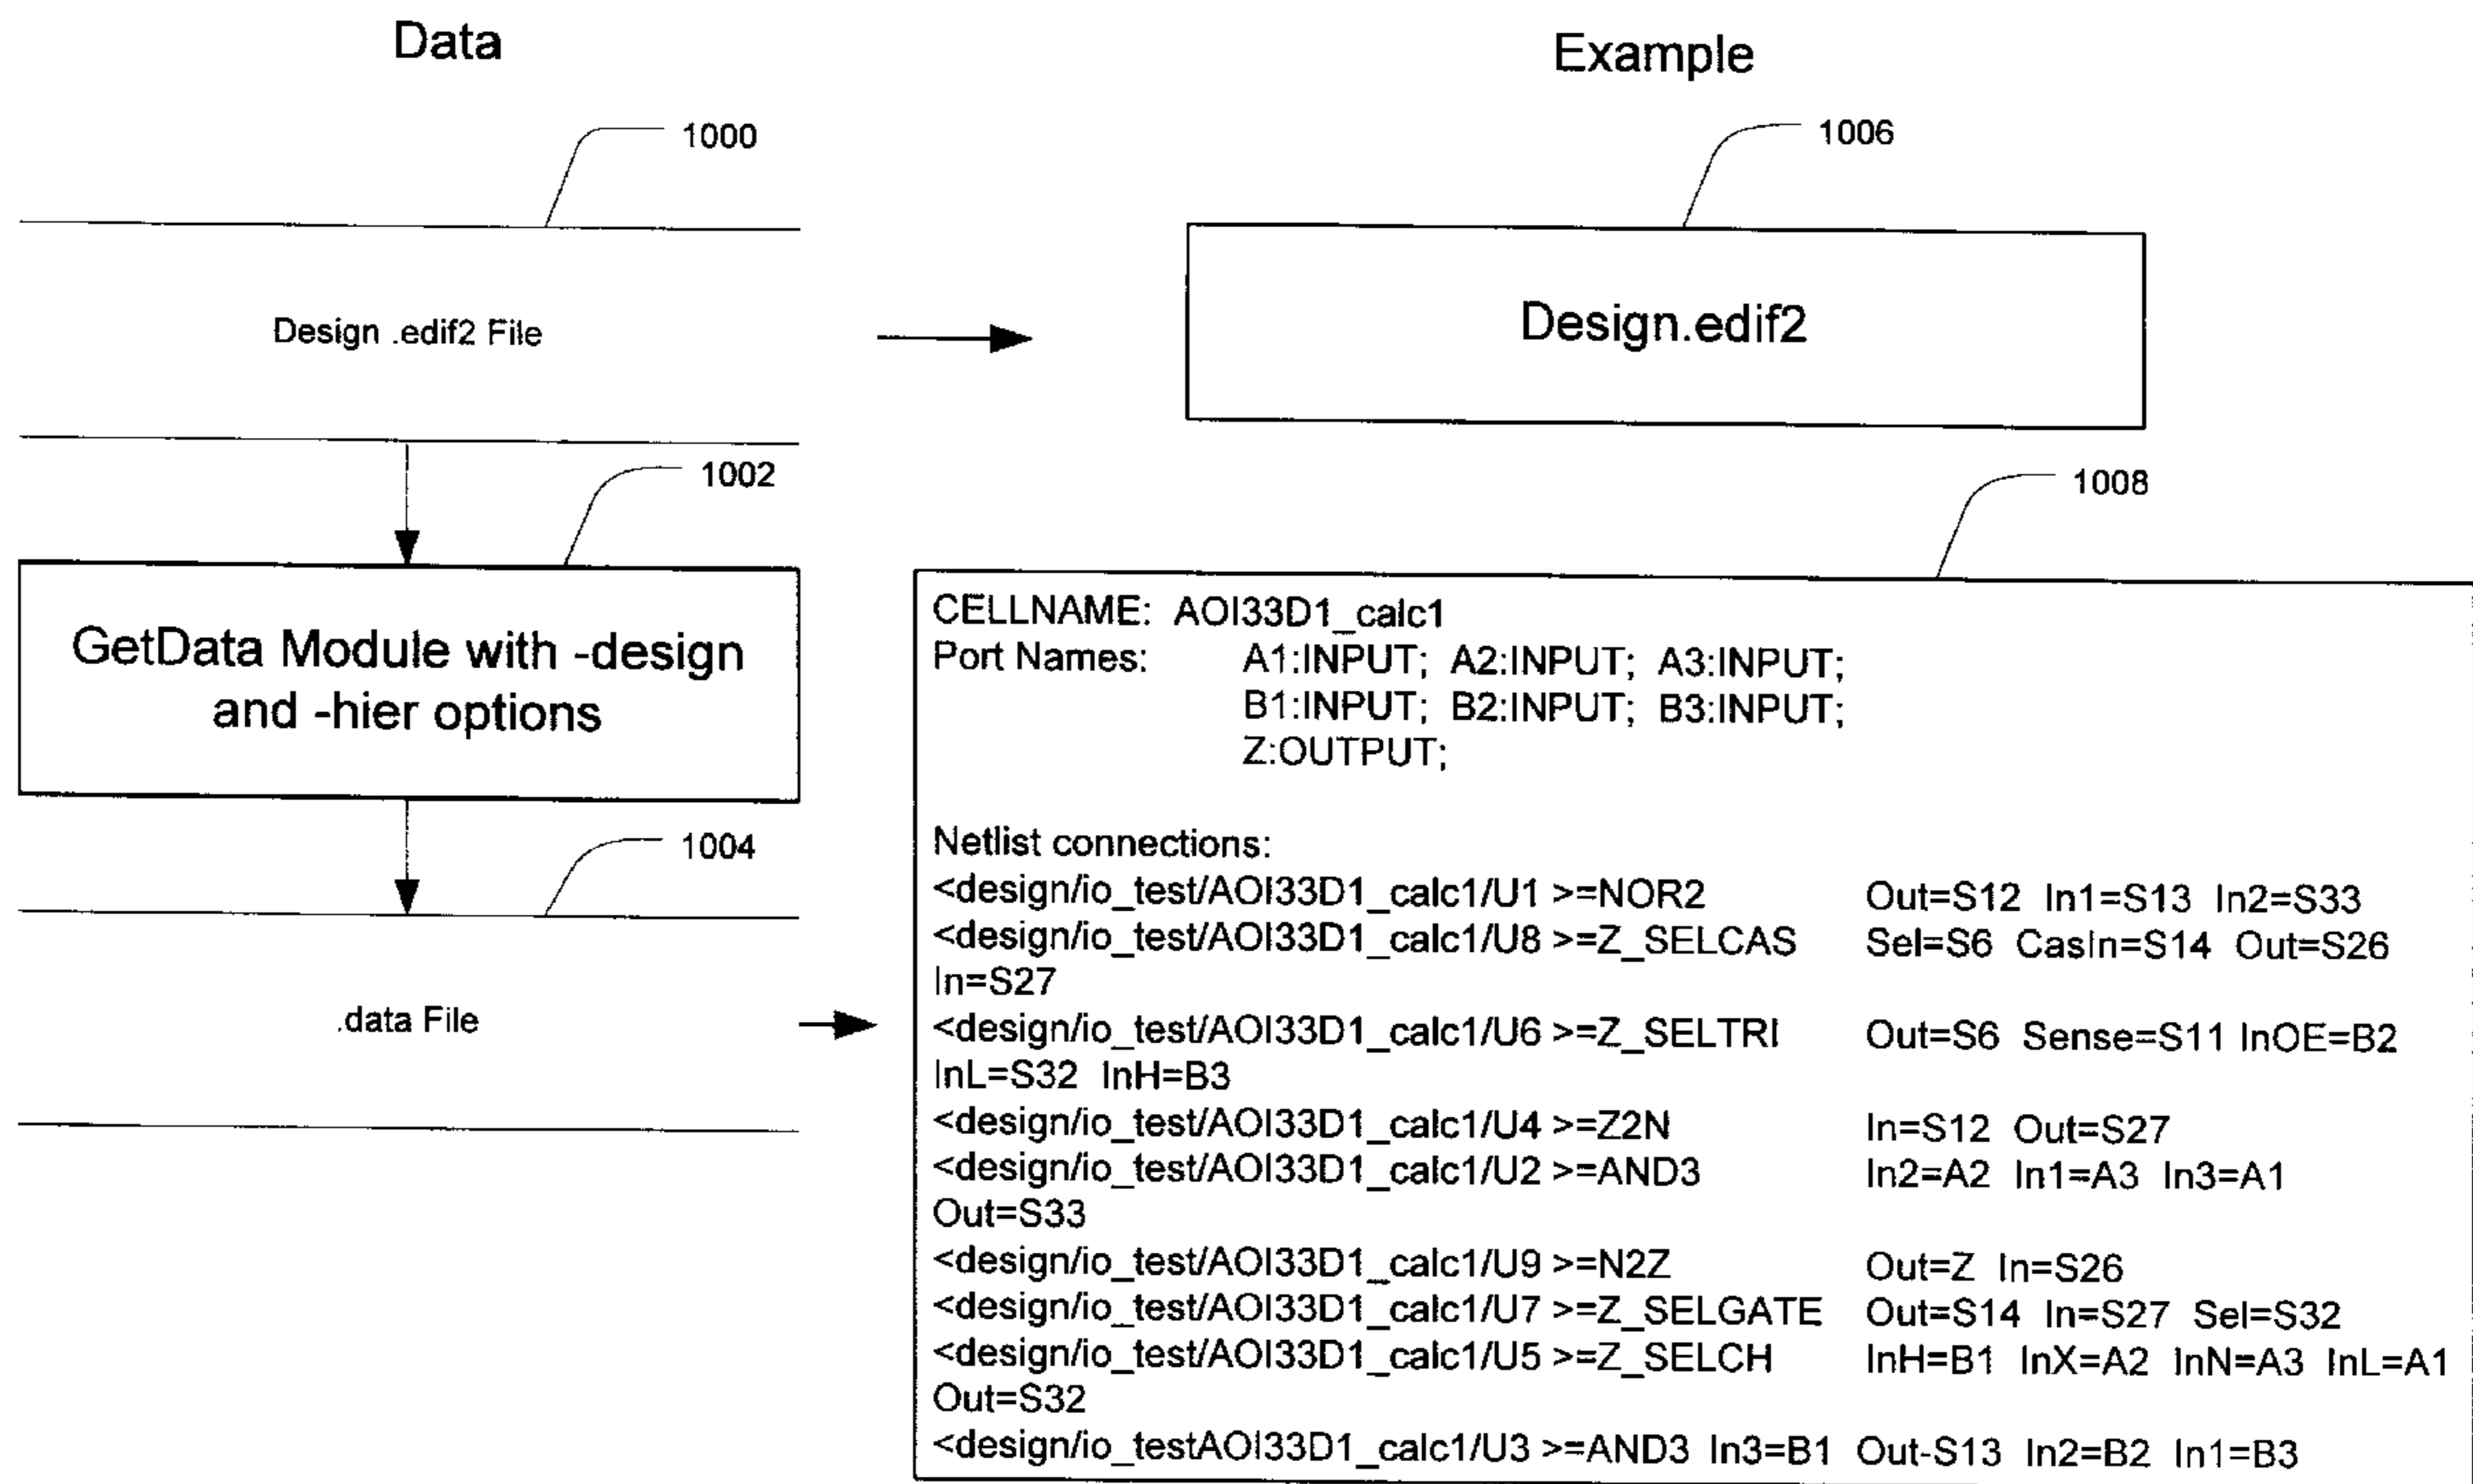 Data
Example
1000
1006
Design .edif2 File
Design.edif2
1002
1008
GetData Module with -design
and -hier options
1004
.data File
CELLNAME: AOI33D1_calc1
Port Names: A1:INPUT; A2:INPUT; A3:INPUT;
B1:INPUT; B2:INPUT; B3:INPUT;
Z:OUTPUT;
Netlist connections:
<design/io_test/AOI33D1_calc1/U1 >=NOR2 Out=S12 In1=S13 In2=S33
<design/io_test/AOI33D1_calc1/U8 >=Z_SELCAS Sel=S6 CasIn=S14 Out=S26
In=S27
<design/io_test/AOI33D1_calc1/U6 >=Z_SELTRI Out=S6 Sense=S11 InOE=B2
InL=S32 InH=B3
<design/io_test/AOI33D1_calc1/U4 >=Z2N In=S12 Out=S27
<design/io_test/AOI33D1_calc1/U2 >=AND3 In2=A2 In1=A3 In3=A1
Out=S33
<design/io_test/AOI33D1_calc1/U9 >=N2Z Out=Z In=S26
<design/io_test/AOI33D1_calc1/U7 >=Z_SELGATE Out=S14 In=S27 Sel=S32
<design/io_test/AOI33D1_calc1/U5 >=Z_SELCH InH=B1 InX=A2 InN=A3 InL=A1
Out=S32
<design/io_testAOI33D1_calc1/U3 >=AND3 In3=B1 Out-S13 In2=B2 In1=B3